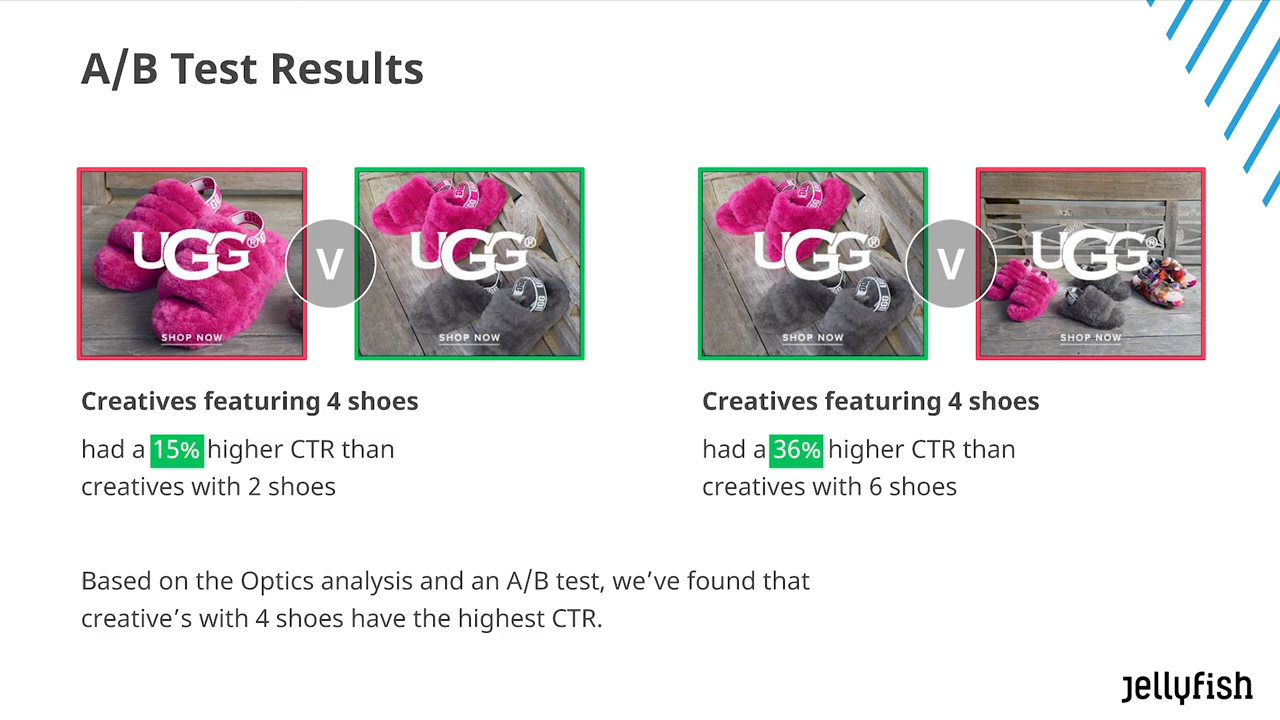 A/B Test Results
UGG®
SHOP NOW
V
UGG®
SHOP NOW
UGG®
SHOP NOW
V
UGG®
SHOP NOW
Creatives featuring 4 shoes
had a 15% higher CTR than
creatives with 2 shoes
Creatives featuring 4 shoes
had a 36% higher CTR than
creatives with 6 shoes
Based on the Optics analysis and an A/B test, we’ve found that
creative’s with 4 shoes have the highest CTR.
jellyfish